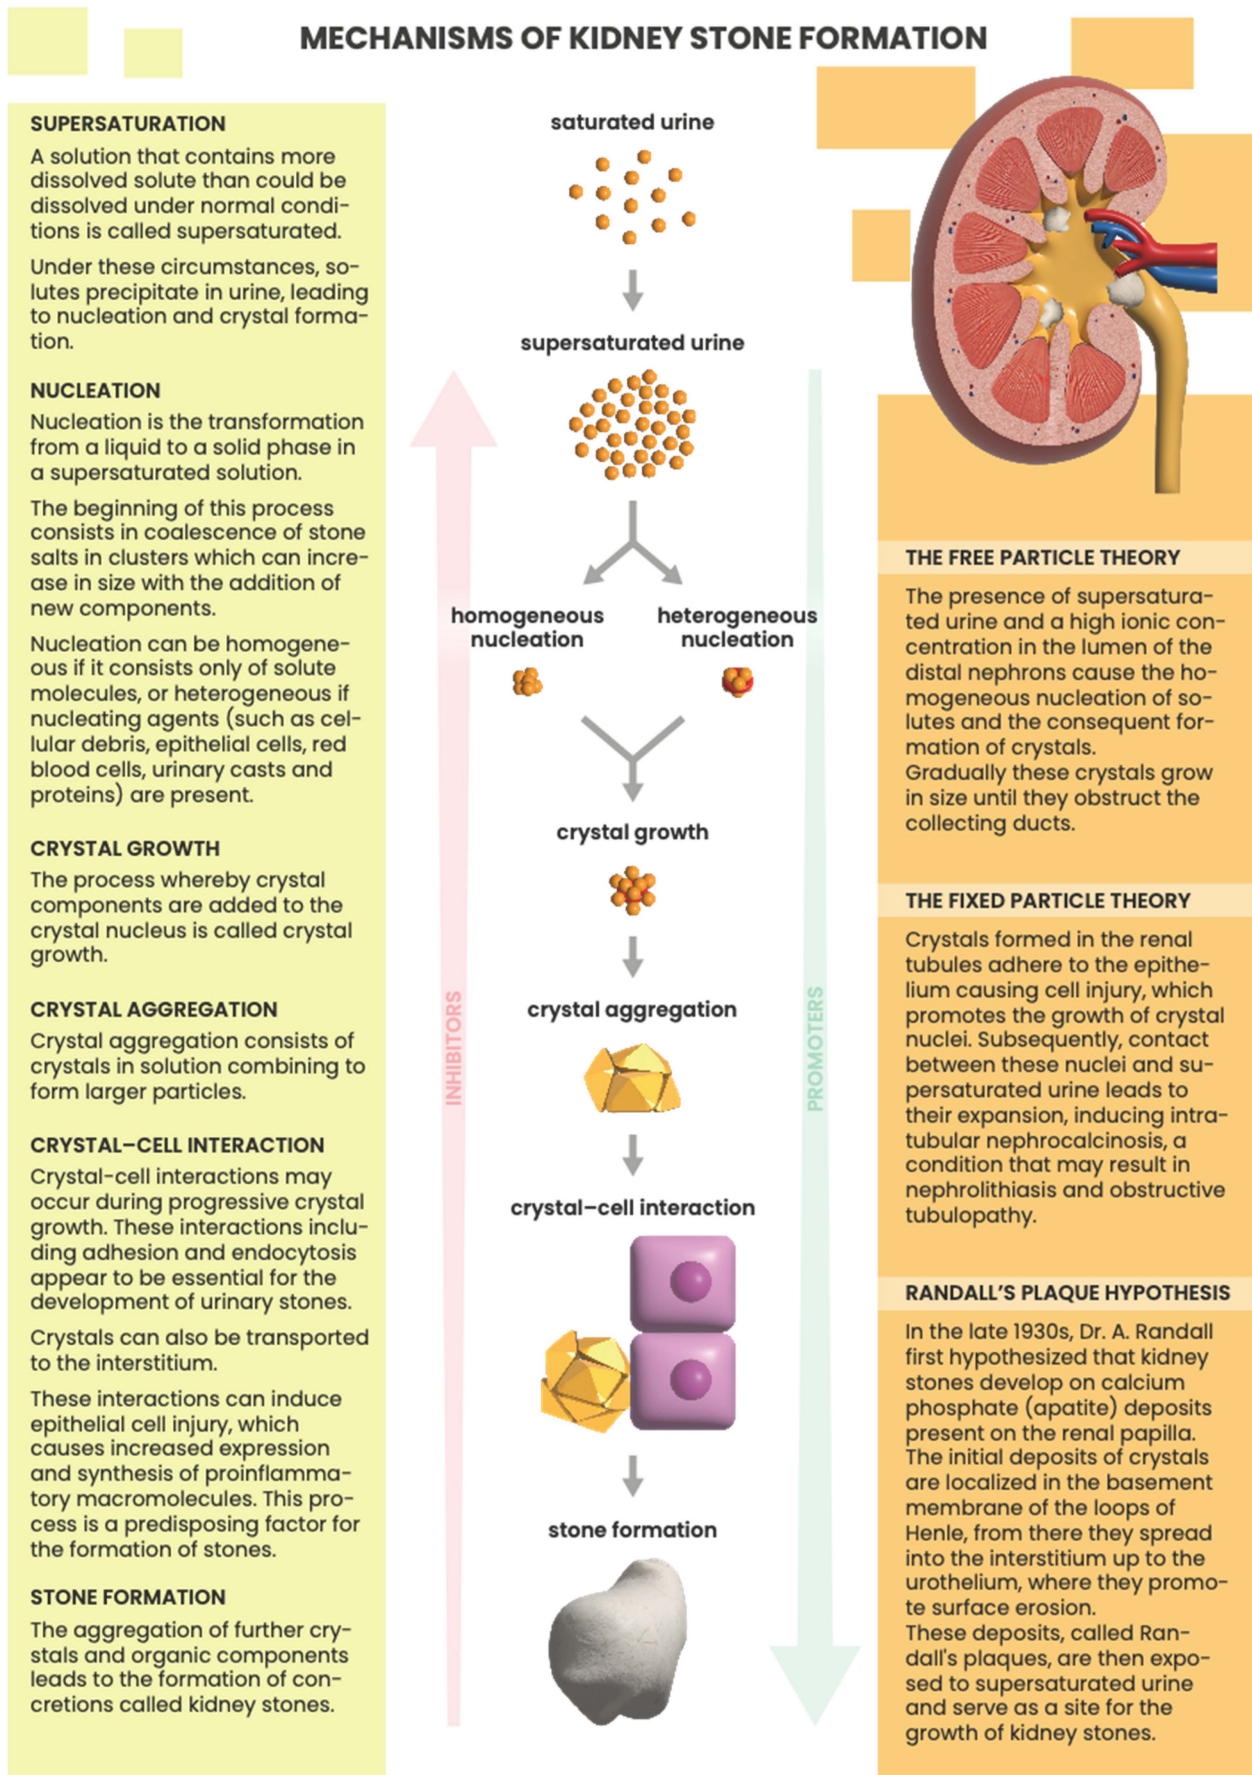 MECHANISMS OF KIDNEY STONE FORMATION
SUPERSATURATION
A solution that contains more
dissolved solute than could be
dissolved under normal condi-
tions is called supersaturated.
Under these circumstances, so-
lutes precipitate in urine, leading
to nucleation and crystal forma-
tion.
NUCLEATION
Nucleation is the transformation
from a liquid to a solid phase in
a supersaturated solution.
The beginning of this process
consists in coalescence of stone
salts in clusters which can incre-
ase in size with the addition of
new components.
Nucleation can be homogene-
ous if it consists only of solute
molecules, or heterogeneous if
nucleating agents (such as cel-
lular debris, epithelial cells, red
blood cells, urinary casts and
proteins) are present.
CRYSTAL GROWTH
The process whereby crystal
components are added to the
crystal nucleus is called crystal
growth.
CRYSTAL AGGREGATION
Crystal aggregation consists of
crystals in solution combining to
form larger particles.
CRYSTAL–CELL INTERACTION
Crystal-cell interactions may
occur during progressive crystal
growth. These interactions inclu-
ding adhesion and endocytosis
appear to be essential for the
development of urinary stones.
Crystals can also be transported
to the interstitium.
These interactions can induce
epithelial cell injury, which
causes increased expression
and synthesis of proinflamma-
tory macromolecules. This pro-
cess is a predisposing factor for
the formation of stones.
STONE FORMATION
The aggregation of further cry-
stals and organic components
leads to the formation of con-
cretions called kidney stones.
saturated urine
supersaturated urine
homogeneous
nucleation
heterogeneous
nucleation
crystal growth
crystal aggregation
crystal–cell interaction
stone formation
INHIBITORS
PROMOTERS
THE FREE PARTICLE THEORY
The presence of supersatura-
ted urine and a high ionic con-
centration in the lumen of the
distal nephrons cause the ho-
mogeneous nucleation of so-
lutes and the consequent for-
mation of crystals.
Gradually these crystals grow
in size until they obstruct the
collecting ducts.
THE FIXED PARTICLE THEORY
Crystals formed in the renal
tubules adhere to the epithe-
lium causing cell injury, which
promotes the growth of crystal
nuclei. Subsequently, contact
between these nuclei and su-
persaturated urine leads to
their expansion, inducing intra-
tubular nephrocalcinosis, a
condition that may result in
nephrolithiasis and obstructive
tubulopathy.
RANDALL'S PLAQUE HYPOTHESIS
In the late 1930s, Dr. A. Randall
first hypothesized that kidney
stones develop on calcium
phosphate (apatite) deposits
present on the renal papilla.
The initial deposits of crystals
are localized in the basement
membrane of the loops of
Henle, from there they spread
into the interstitium up to the
urothelium, where they promo-
te surface erosion.
These deposits, called Ran-
dall's plaques, are then expo-
sed to supersaturated urine
and serve as a site for the
growth of kidney stones.